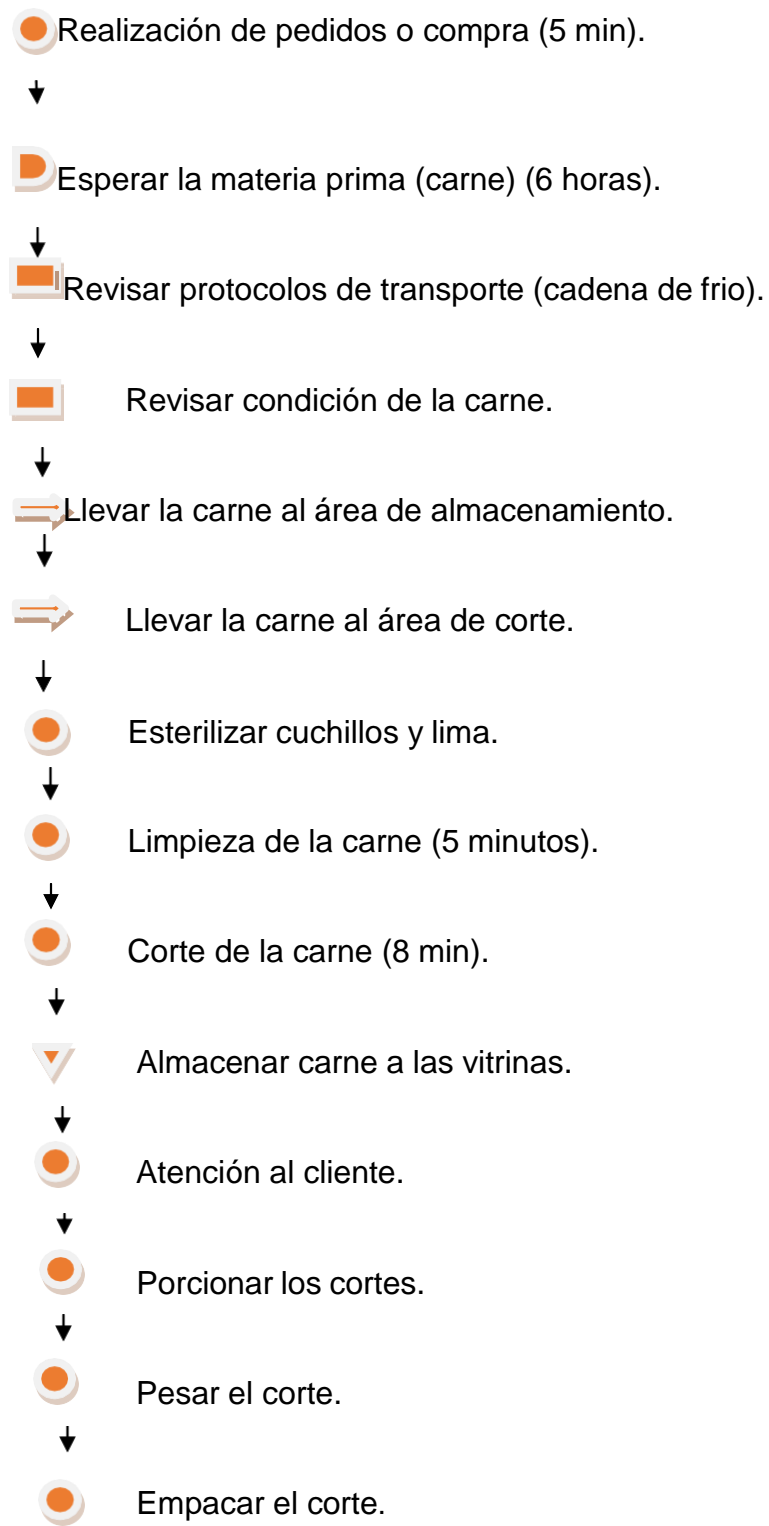 Realización de pedidos o compra (5 min).
Esperar la materia prima (carne) (6 horas).
Revisar protocolos de transporte (cadena de frio).
Revisar condición de la carne.
Llevar la carne al área de almacenamiento.
Llevar la carne al área de corte.
Esterilizar cuchillos y lima.
Limpieza de la carne (5 minutos).
Corte de la carne (8 min).
Almacenar carne a las vitrinas.
Atención al cliente.
Porcionar los cortes.
Pesar el corte.
Empacar el corte.